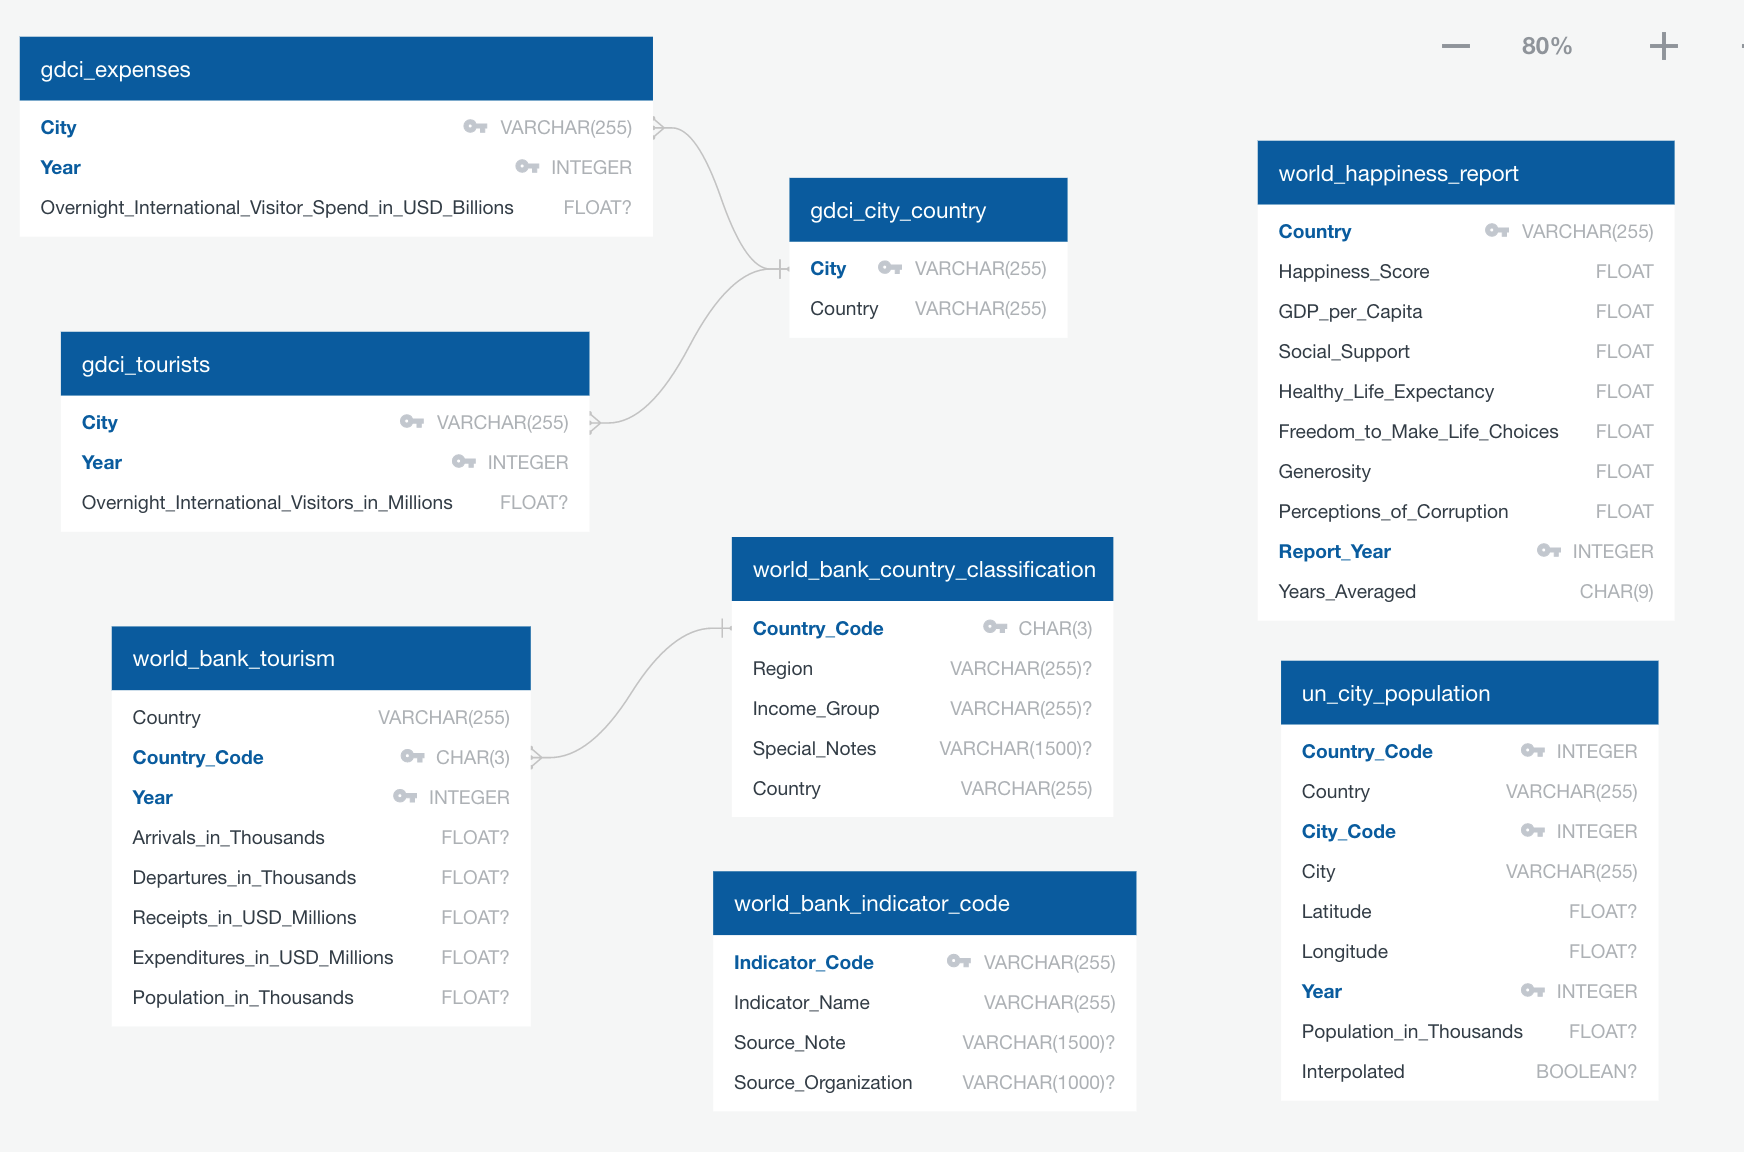 80%
gdci_expenses
City VARCHAR(255)
Year INTEGER
Overnight_International_Visitor_Spend_in_USD_Billions FLOAT?
gdci_tourists
City VARCHAR(255)
Year INTEGER
Overnight_International_Visitors_in_Millions FLOAT?
world_bank_tourism
Country VARCHAR(255)
Country_Code CHAR(3)
Year INTEGER
Arrivals_in_Thousands FLOAT?
Departures_in_Thousands FLOAT?
Receipts_in_USD_Millions FLOAT?
Expenditures_in_USD_Millions FLOAT?
Population_in_Thousands FLOAT?
gdci_city_country
City VARCHAR(255)
Country VARCHAR(255)
world_bank_country_classification
Country_Code CHAR(3)
Region VARCHAR(255)?
Income_Group VARCHAR(255)?
Special_Notes VARCHAR(1500)?
Country VARCHAR(255)
world_bank_indicator_code
Indicator_Code VARCHAR(255)
Indicator_Name VARCHAR(255)
Source_Note VARCHAR(1500)?
Source_Organization VARCHAR(1000)?
world_happiness_report
Country VARCHAR(255)
Happiness_Score FLOAT
GDP_per_Capita FLOAT
Social_Support FLOAT
Healthy_Life_Expectancy FLOAT
Freedom_to_Make_Life_Choices FLOAT
Generosity FLOAT
Perceptions_of_Corruption FLOAT
Report_Year INTEGER
Years_Averaged CHAR(9)
un_city_population
Country_Code INTEGER
Country VARCHAR(255)
City_Code INTEGER
City VARCHAR(255)
Latitude FLOAT?
Longitude FLOAT?
Year INTEGER
Population_in_Thousands FLOAT?
Interpolated BOOLEAN?